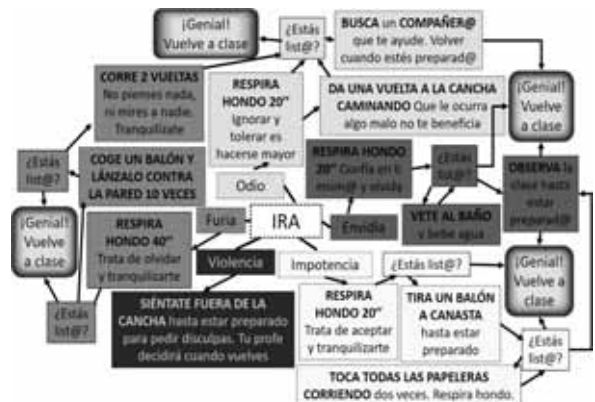 ¡Genial!
Vuelve a clase
¿Estás
list@?
BUSCA un COMPAÑER@
que te ayude. Volver
cuando estés preparad@
¡Genial!
Vuelve
a clase
CORRE 2 VUELTAS
No pienses nada,
ni mires a nadie.
Tranquilízate
RESPIRA
HONDO 20"
Ignorar y
tolerar es
hacerse mayor
DA UNA VUELTA A LA CANCHA
CAMINANDO Que le ocurra
algo malo no te beneficia
¿Estás
list@?
COGE UN BALÓN Y
LÁNZALO CONTRA
LA PARED 10 VECES
RESPIRA HONDO
20" Confía en ti
mism@ y olvida
¿Estás
list@?
OBSERVA la
clase hasta
estar
preparad@
Odio
¡Genial!
Vuelve
a clase
RESPIRA
HONDO 40"
Trata de olvidar
y tranquilizarte
Furia
IRA
Envidia
VETE AL BAÑO
y bebe agua
Violencia
Impotencia
¿Estás list@?
¡Genial!
Vuelve a
clase
¿Estás
list@?
SIÉNTATE FUERA DE LA
CANCHA hasta estar preparado
para pedir disculpas. Tu profe
decidirá cuando vuelves
RESPIRA
HONDO 20"
Trata de aceptar
y tranquilizarte
TIRA UN BALÓN
A CANASTA
hasta estar
preparado
¿Estás
list@?
TOCA TODAS LAS PAPELERAS
CORRIENDO dos veces. Respira hondo.